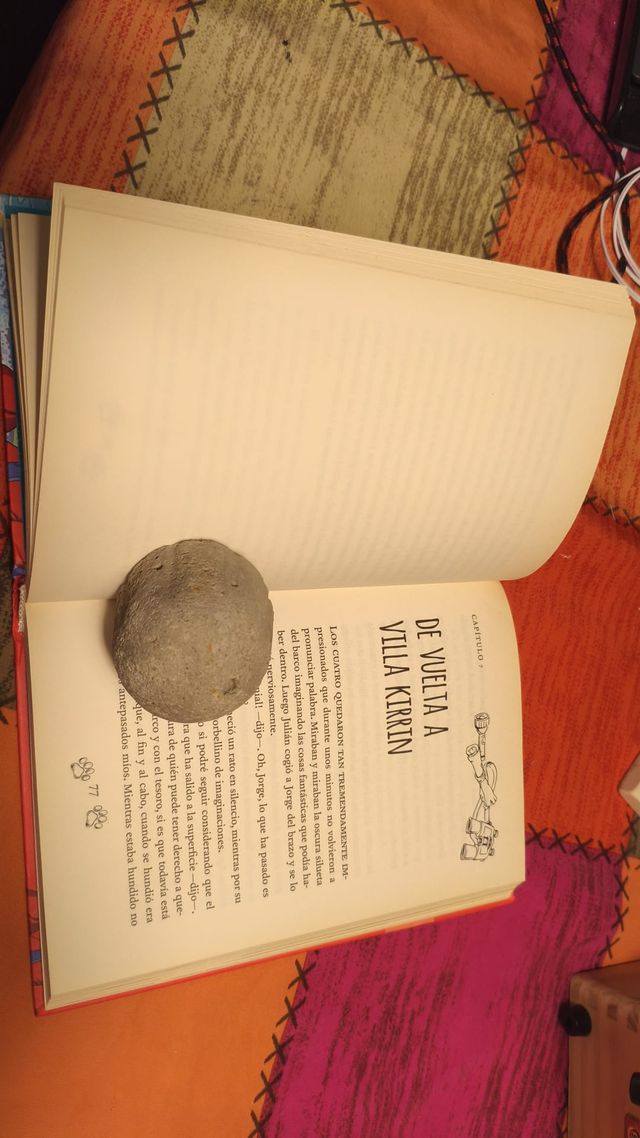 CAPÍTULO 7
DE VUELTA A
VILLA KIRRIN
LOS CUATRO QUEDARON TAN TREMENDAMENTE IM-
presionados que durante unos minutos no volvieron a
pronunciar palabra. Miraban y miraban la oscura silueta
del barco imaginando las cosas fantásticas que podía ha-
ber dentro. Luego Julián cogió a Jorge del brazo y se lo
nerviosamente.
—dijo—. Oh, Jorge, lo que ha pasado es
un rato en silencio, mientras por su
de imaginaciones.
si podré seguir considerando que el
que ha salido a la superficie —dijo—.
de quién puede tener derecho a que-
y con el tesoro, si es que todavía está
que, al fin y al cabo, cuando se hundió era
antepasados míos. Mientras estaba hundido no
77